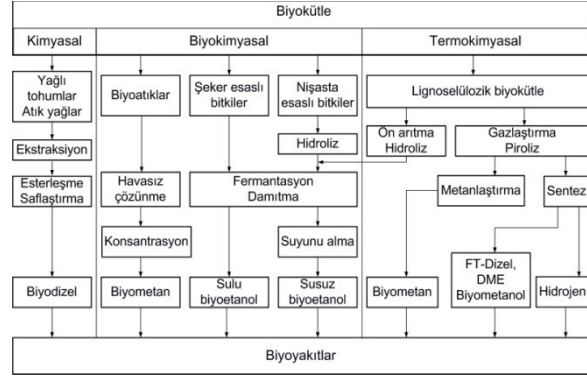 Biyokütle
Kimyasal
Biyokimyasal
Termokimyasal
Yağlı
tohumlar
Atık yağlar
Biyoatıklar
Şeker esaslı
bitkiler
Nişasta
esaslı bitkiler
Lignoselülozik biyokütle
Ekstraksiyon
Hidroliz
Ön arıtma
Hidroliz
Gazlaştırma
Piroliz
Esterleşme
Saflaştırma
Havasız
çözünme
Fermantasyon
Damıtma
Metanlaştırma
Sentez
Konsantrasyon
Suyunu alma
Biyodizel
Biyometan
Sulu
biyoetanol
Susuz
biyoetanol
Biyometan
FT-Dizel,
DME
Biyometanol
Hidrojen
Biyoyakıtlar